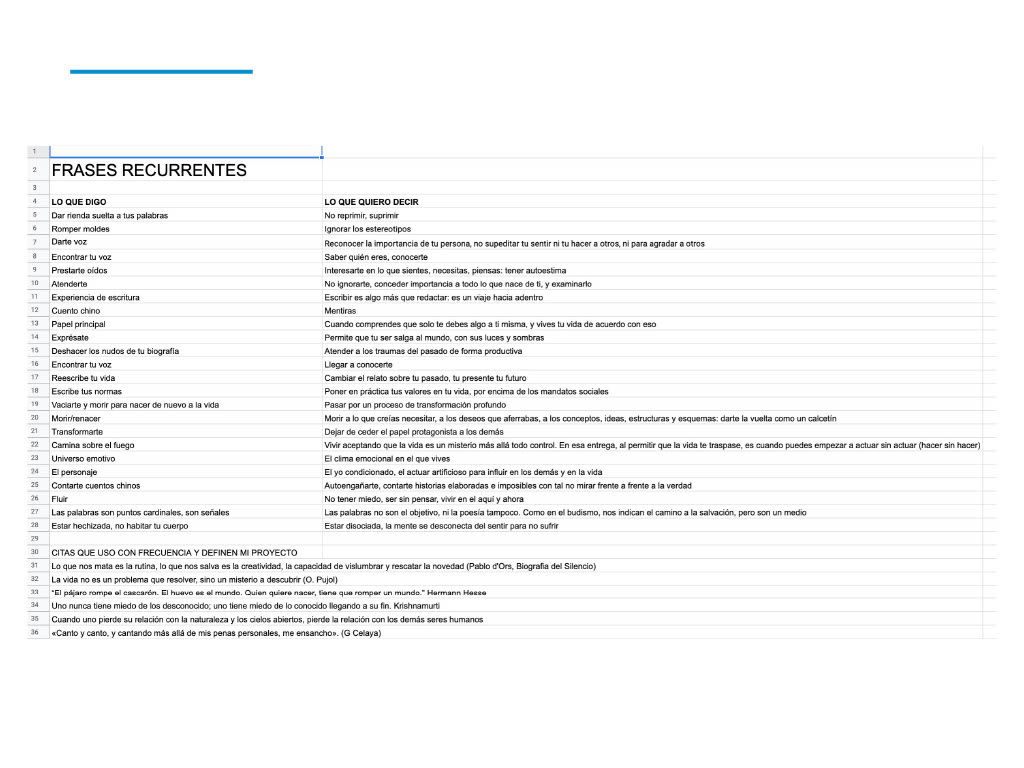 1
2 FRASES RECURRENTES
3
4 LO QUE DIGO LO QUE QUIERO DECIR
5 Dar rienda suelta a tus palabras No reprimir, suprimir
6 Romper moldes Ignorar los estereotipos
7 Darte voz Reconocer la importancia de tu persona, no supeditar tu sentir ni tu hacer a otros, ni para agradar a otros
8 Encontrar tu voz Saber quién eres, conocerte
9 Prestarte oídos Interesarte en lo que sientes, necesitas, piensas: tener autoestima
10 Atenderte No ignorarte, conceder importancia a todo lo que nace de ti, y examinarlo
11 Experiencia de escritura Escribir es algo más que redactar: es un viaje hacia adentro
12 Cuento chino Mentiras
13 Papel principal Cuando comprendes que solo te debes algo a ti misma, y vives tu vida de acuerdo con eso
14 Exprésate Permite que tu ser salga al mundo, con sus luces y sombras
15 Deshacer los nudos de tu biografía Atender a los traumas del pasado de forma productiva
16 Encontrar tu voz Llegar a conocerte
17 Reescribe tu vida Cambiar el relato sobre tu pasado, tu presente tu futuro
18 Escribe tus normas Poner en práctica tus valores en tu vida, por encima de los mandatos sociales
19 Vaciarte y morir para nacer de nuevo a la vida Pasar por un proceso de transformación profundo
20 Morir/renacer Morir a lo que creías necesitar, a los deseos que aferrabas, a los conceptos, ideas, estructuras y esquemas: darte la vuelta como un calcetín
21 Transformarte Dejar de ceder el papel protagonista a los demás
22 Camina sobre el fuego Vivir aceptando que la vida es un misterio más allá todo control. En esa entrega, al permitir que la vida te traspase, es cuando puedes empezar a actuar sin actuar (hacer sin hacer)
23 Universo emotivo El clima emocional en el que vives
24 El personaje El yo condicionado, el actuar artificioso para influir en los demás y en la vida
25 Contarte cuentos chinos Autoengañarte, contarte historias elaboradas e imposibles con tal no mirar frente a frente a la verdad
26 Fluir No tener miedo, ser sin pensar, vivir en el aquí y ahora
27 Las palabras son puntos cardinales, son señales Las palabras no son el objetivo, ni la poesía tampoco. Como en el budismo, nos indican el camino a la salvación, pero son un medio
28 Estar hechizada, no habitar tu cuerpo Estar disociada, la mente se desconecta del sentir para no sufrir
29
30 CITAS QUE USO CON FRECUENCIA Y DEFINEN MI PROYECTO
31 Lo que nos mata es la rutina, lo que nos salva es la creatividad, la capacidad de vislumbrar y rescatar la novedad (Pablo d'Ors, Biografía del Silencio)
32 La vida no es un problema que resolver, sino un misterio a descubrir (O. Pujol)
33 "El pájaro rompe el cascarón. El huevo es el mundo. Quien quiere nacer, tiene que romper un mundo." Hermann Hesse
34 Uno nunca tiene miedo de los desconocido; uno tiene miedo de lo conocido llegando a su fin. Krishnamurti
35 Cuando uno pierde su relación con la naturaleza y los cielos abiertos, pierde la relación con los demás seres humanos
36 «Canto y canto, y cantando más allá de mis penas personales, me ensancho». (G Celaya)